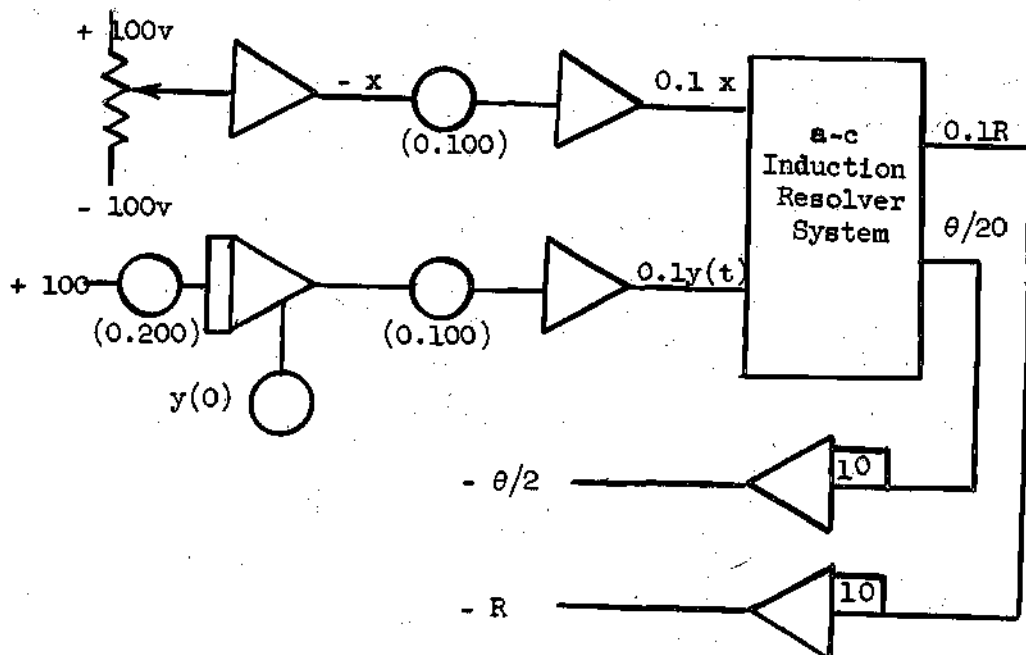 + 100v
- x
0.1 x
(0.100)
- 100v
a-c
Induction
Resolver
System
0.1R
θ/20
+ 100
(0.200)
y(0)
(0.100)
0.1y(t)
- θ/2
10
- R
10